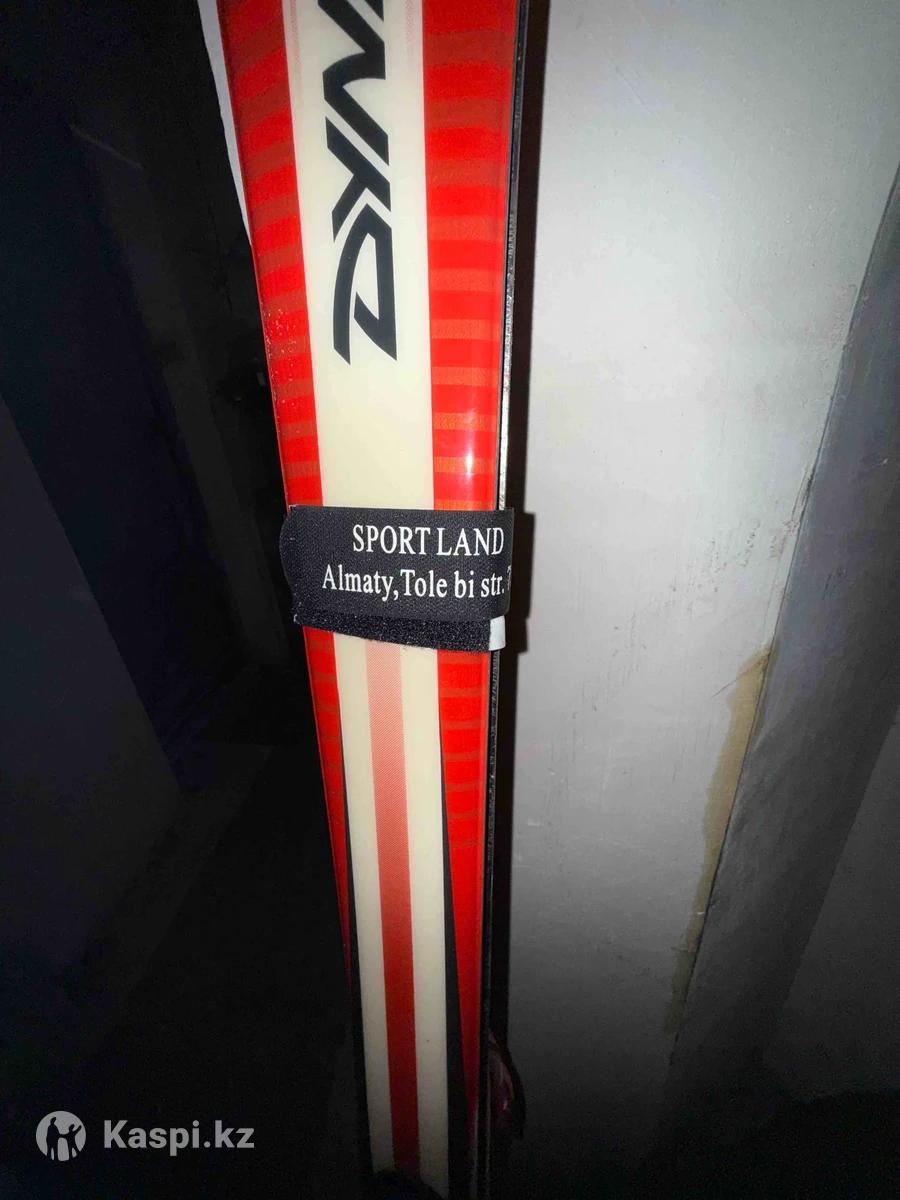 SPORT LAND
Almaty, Tole bi str.
Kaspi.kz